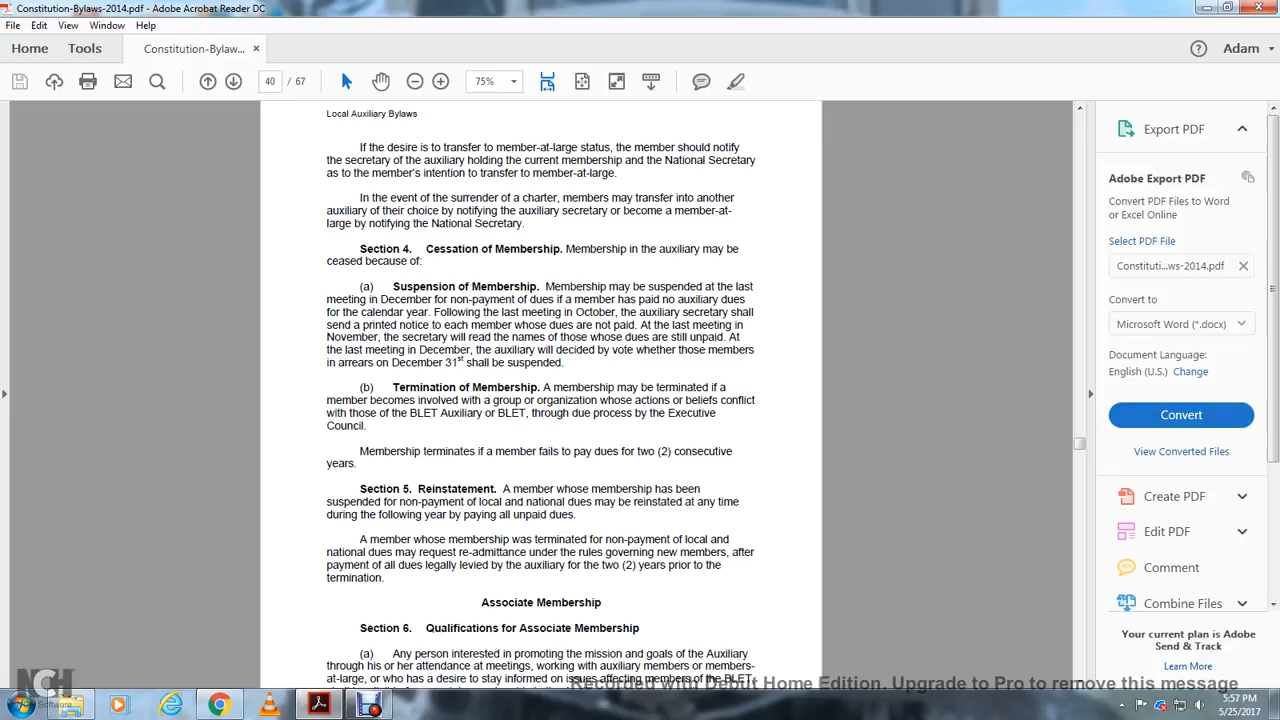 Constitution-Bylaws-2014.pdf - Adobe Acrobat Reader DC
File Edit View Window Help
Home Tools Constitution-Bylaw... × Adam
40 / 67 75%
Local Auxiliary Bylaws
If the desire is to transfer to member-at-large status, the member should notify
the secretary of the auxiliary holding the current membership and the National Secretary
as to the member's intention to transfer to member-at-large.
In the event of the surrender of a charter, members may transfer into another
auxiliary of their choice by notifying the auxiliary secretary or become a member-at-
large by notifying the National Secretary.
Section 4. Cessation of Membership. Membership in the auxiliary may be
ceased because of:
(a) Suspension of Membership. Membership may be suspended at the last
meeting in December for non-payment of dues if a member has paid no auxiliary dues
for the calendar year. Following the last meeting in October, the auxiliary secretary shall
send a printed notice to each member whose dues are not paid. At the last meeting in
November, the secretary will read the names of those whose dues are still unpaid. At
the last meeting in December, the auxiliary will decided by vote whether those members
in arrears on December 31st shall be suspended.
(b) Termination of Membership. A membership may be terminated if a
member becomes involved with a group or organization whose actions or beliefs conflict
with those of the BLET Auxiliary or BLET, through due process by the Executive
Council.
Membership terminates if a member fails to pay dues for two (2) consecutive
years.
Section 5. Reinstatement. A member whose membership has been
suspended for non-payment of local and national dues may be reinstated at any time
during the following year by paying all unpaid dues.
A member whose membership was terminated for non-payment of local and
national dues may request re-admittance under the rules governing new members, after
payment of all dues legally levied by the auxiliary for the two (2) years prior to the
termination.
Associate Membership
Section 6. Qualifications for Associate Membership
(a) Any person interested in promoting the mission and goals of the Auxiliary
through his or her attendance at meetings, working with auxiliary members or members-
at-large, or who has a desire to stay informed on issues affecting members of the BLET
Export PDF
Adobe Export PDF
Convert PDF Files to Word
or Excel Online
Select PDF File
Constituti...ws-2014.pdf
Convert to
Microsoft Word (*.docx)
Document Language:
English (U.S.) Change
Convert
View Converted Files
Create PDF
Edit PDF
Comment
Combine Files
Your current plan is Adobe
Send & Track
Learn More
Recorded with Debut Home Edition. Upgrade to Pro to remove this message
NCH
Software
5:57 PM
5/25/2017